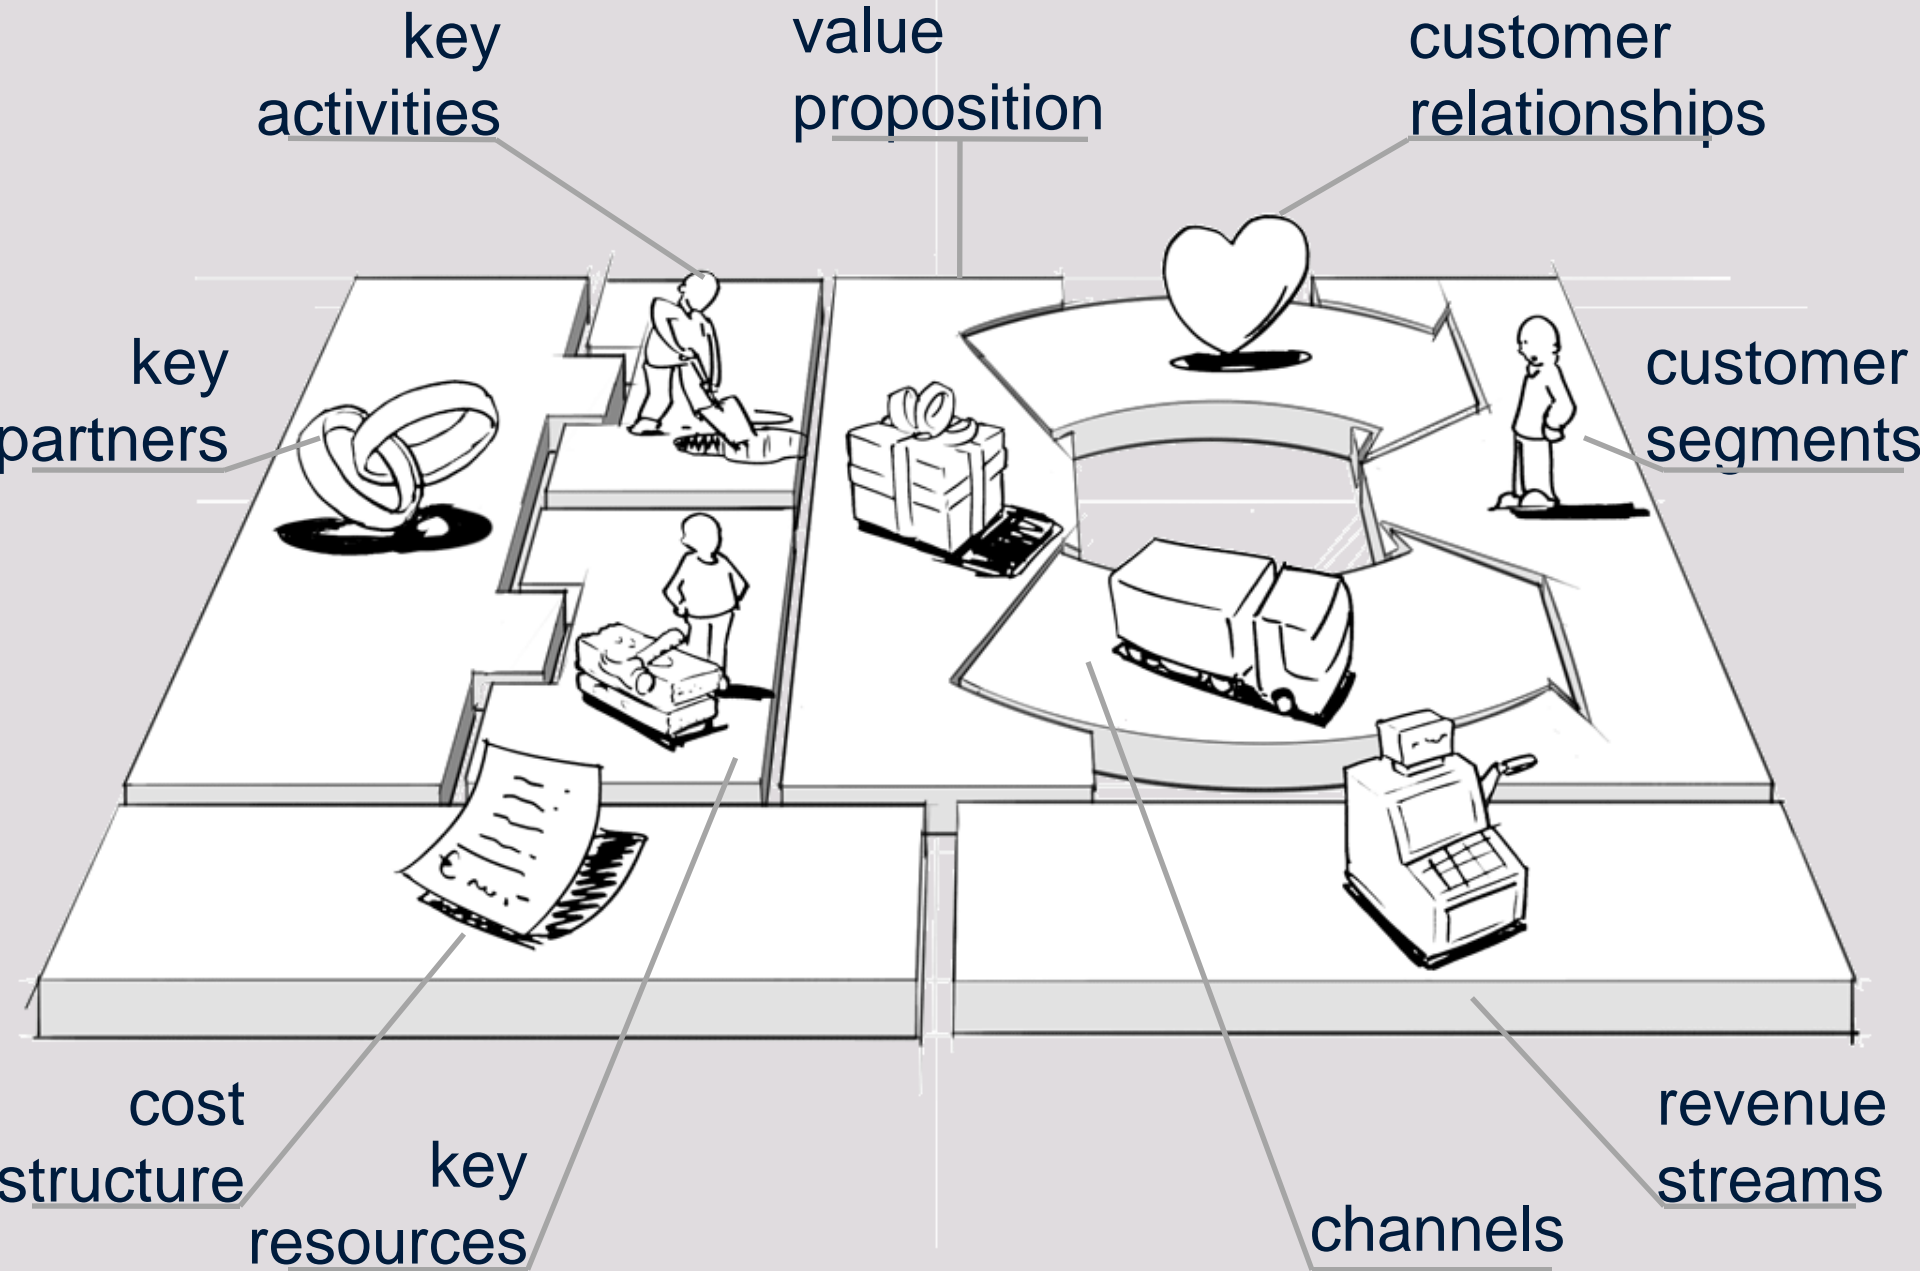 key
activities
value
proposition
customer
relationships
key
partners
customer
segments
€
cost
structure
key
resources
channels
revenue
streams